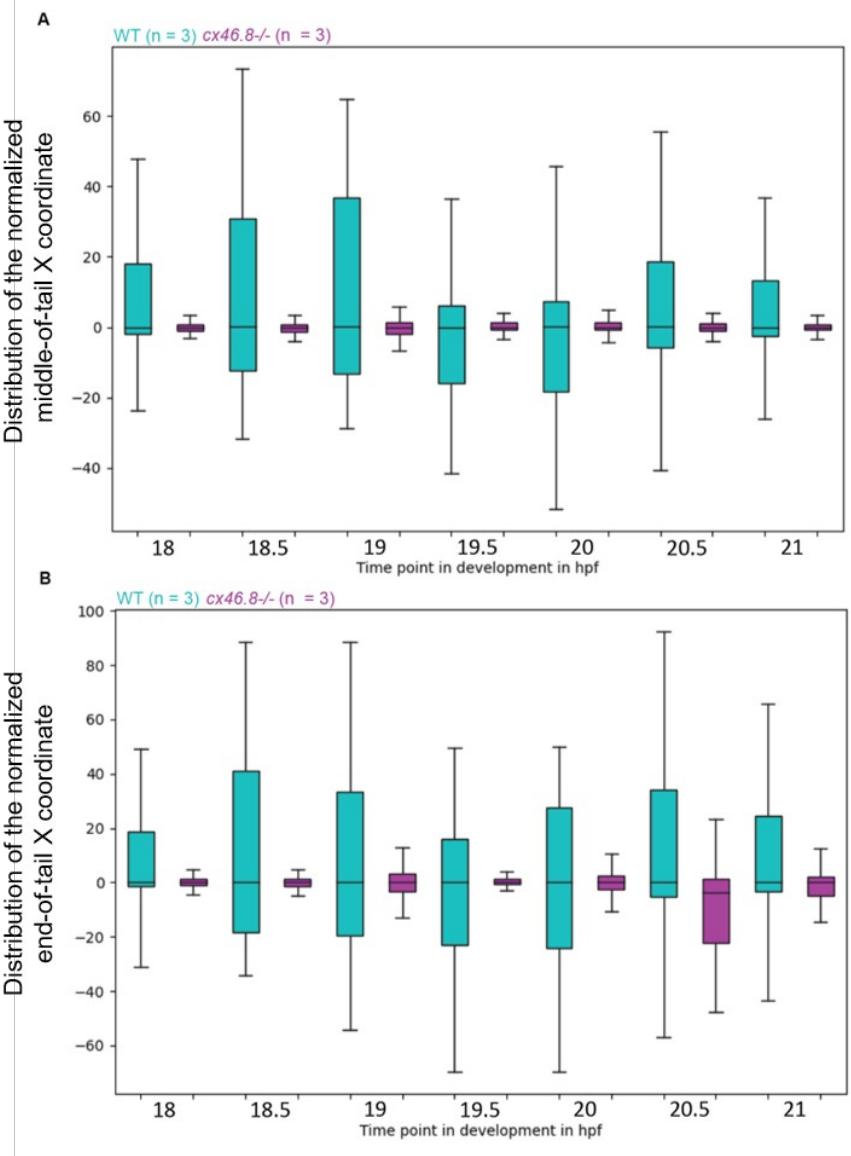 A
WT (n = 3) cx46.8-/- (n = 3)
Distribution of the normalized
middle-of-tail X coordinate
60
40
20
0
−20
−40
18 18.5 19 19.5 20 20.5 21
Time point in development in hpf
B
WT (n = 3) cx46.8-/- (n = 3)
Distribution of the normalized
end-of-tail X coordinate
100
80
60
40
20
0
−20
−40
−60
18 18.5 19 19.5 20 20.5 21
Time point in development in hpf